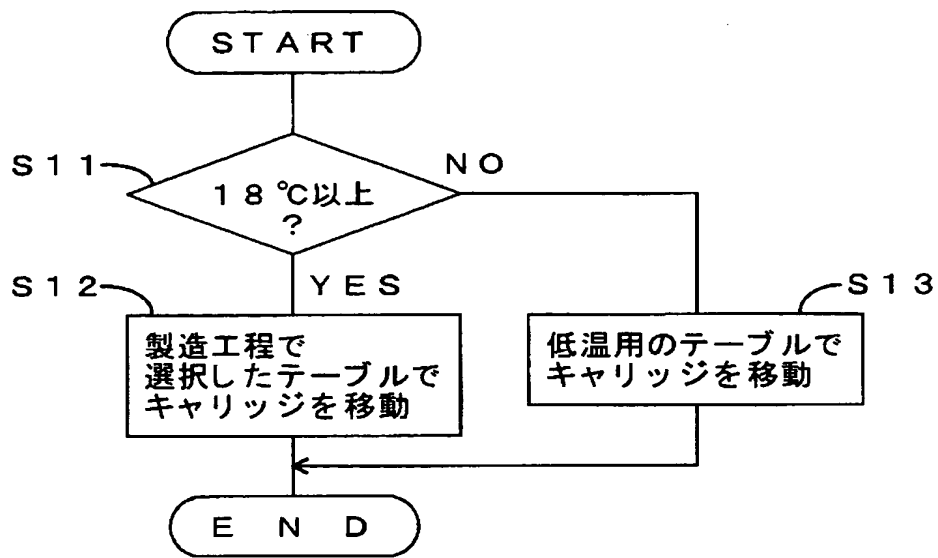 START
S11
NO
18℃以上
?
S12
YES
S13
製造工程で
選択したテーブルで
キャリッジを移動
低温用のテーブルで
キャリッジを移動
END